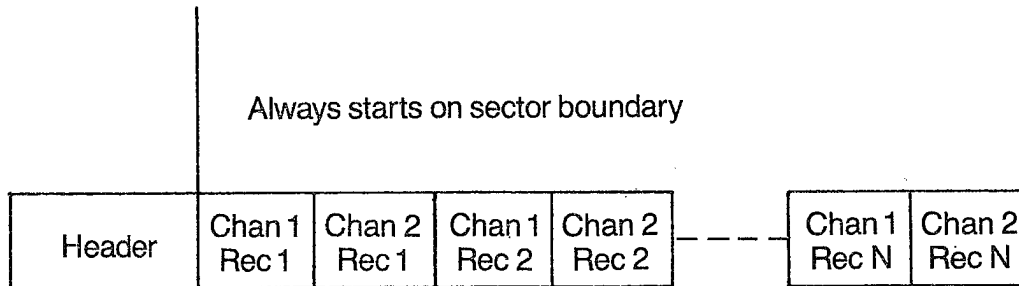 Always starts on sector boundary
Header
Chan 1
Rec 1
Chan 2
Rec 1
Chan 1
Rec 2
Chan 2
Rec 2
Chan 1
Rec N
Chan 2
Rec N